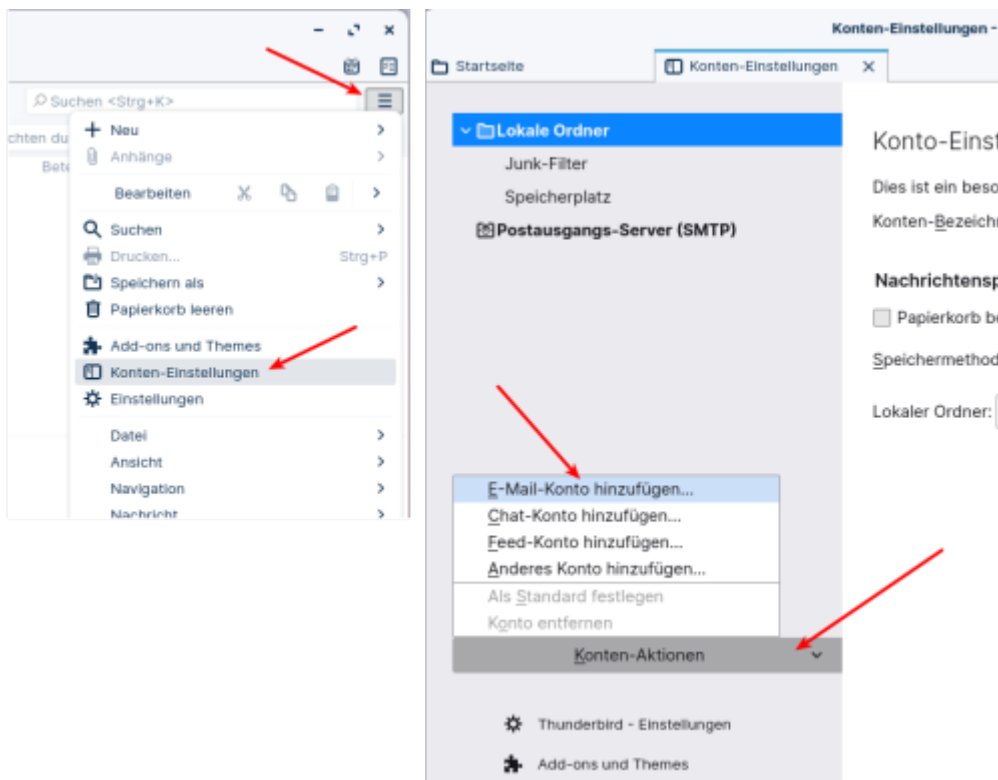 Suchen <Strg+K>
chten du
Bete
Neu
Anhänge
Bearbeiten
Suchen
Drucken... Strg+P
Speichern als
Papierkorb leeren
Add-ons und Themes
Konten-Einstellungen
Einstellungen
Datei
Ansicht
Navigation
Nachricht
Konten-Einstellungen -
Startseite
Konten-Einstellungen
Lokale Ordner
Junk-Filter
Speicherplatz
Postausgangs-Server (SMTP)
E-Mail-Konto hinzufügen...
Chat-Konto hinzufügen...
Feed-Konto hinzufügen...
Anderes Konto hinzufügen...
Als Standard festlegen
Konto entfernen
Konten-Aktionen
Thunderbird - Einstellungen
Add-ons und Themes
Konto-Einst
Dies ist ein beso
Konten-Bezeichn
Nachrichtensp
Papierkorb be
Speichermethod
Lokaler Ordner: